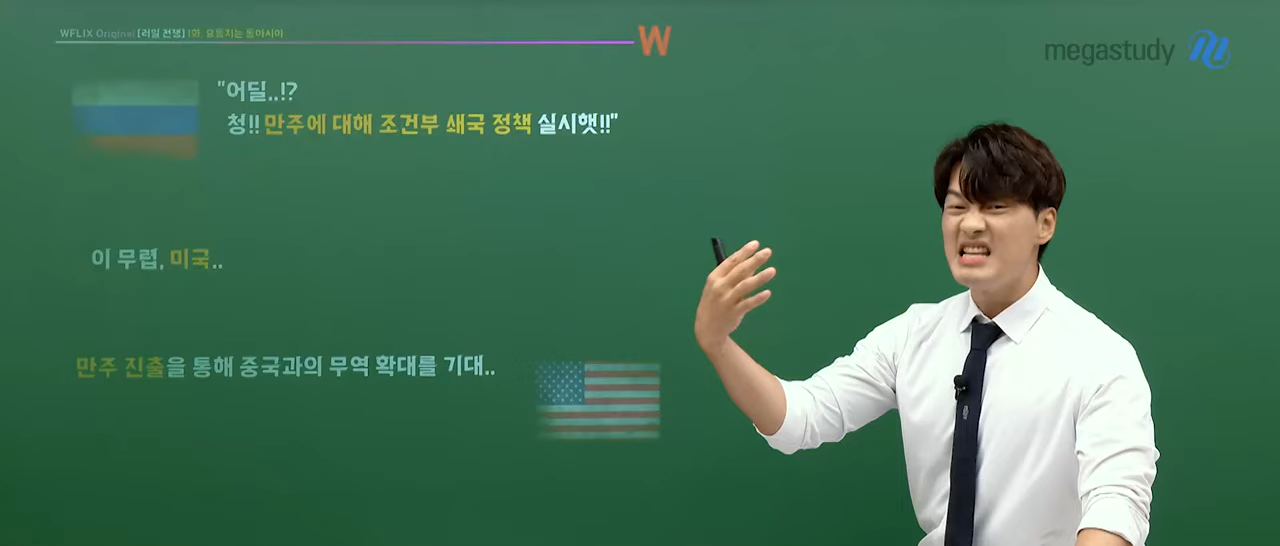 WFLIX Original [러일 전쟁] 1화. 요동치는 동아시아
W
megastudy
"어딜..!?
청!! 만주에 대해 조건부 쇄국 정책 실시햇!!"
이 무렵, 미국..
만주 진출을 통해 중국과의 무역 확대를 기대..